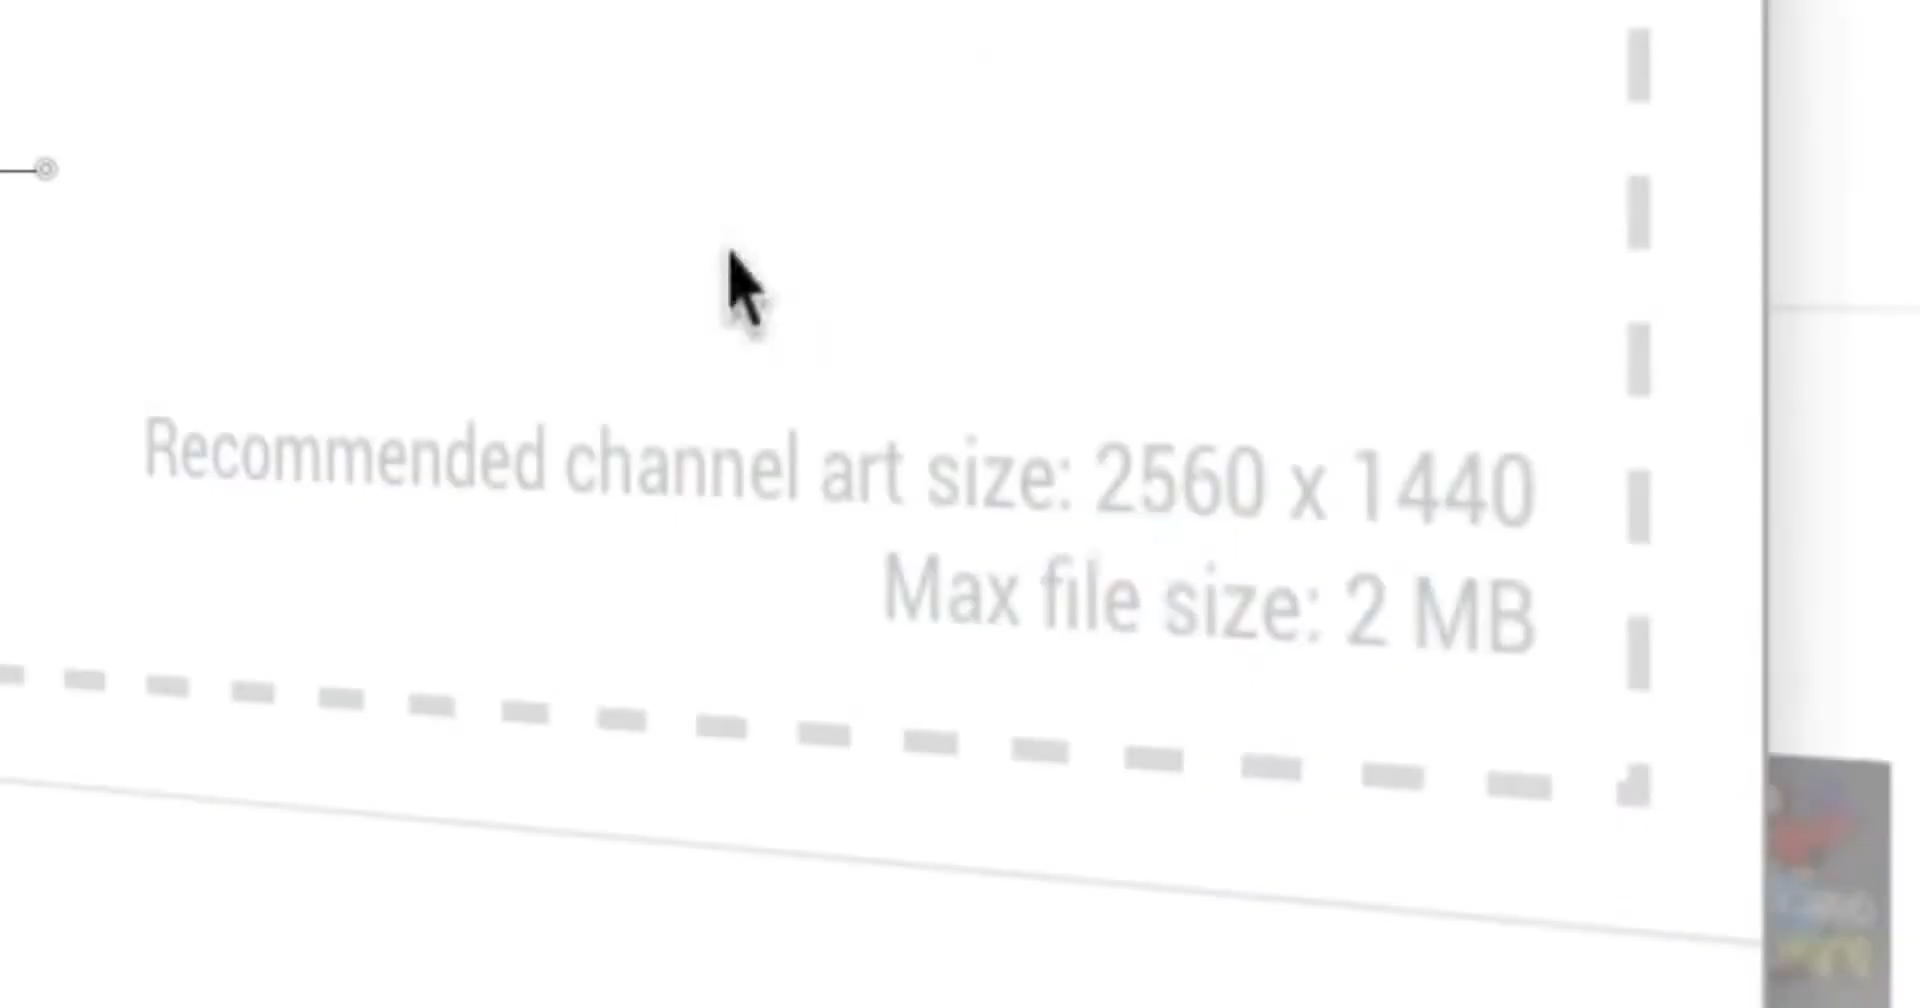 Recommended channel art size: 2560 x 1440
Max file size: 2 MB